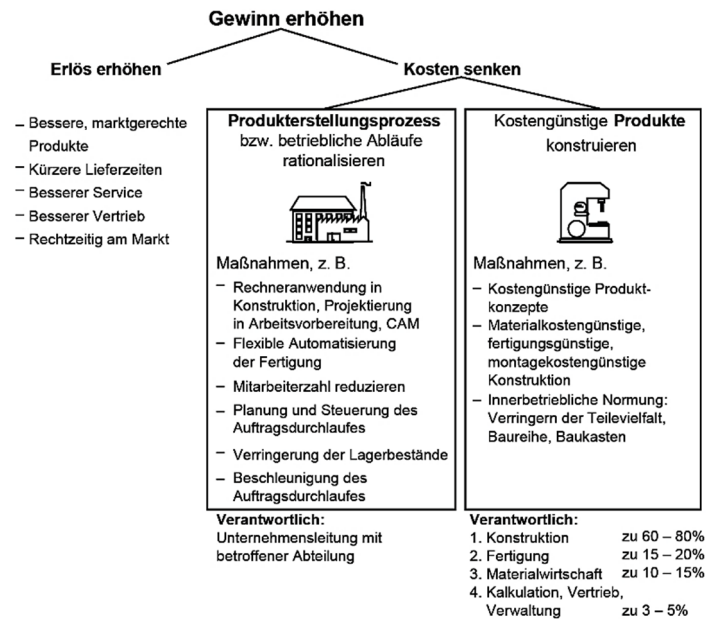 Gewinn erhöhen
Erlös erhöhen
Kosten senken
– Bessere, marktgerechte
Produkte
– Kürzere Lieferzeiten
– Besserer Service
– Besserer Vertrieb
– Rechtzeitig am Markt
Produkterstellungsprozess
bzw. betriebliche Abläufe
rationalisieren
Maßnahmen, z. B.
– Rechneranwendung in
Konstruktion, Projektierung
in Arbeitsvorbereitung, CAM
– Flexible Automatisierung
der Fertigung
– Mitarbeiterzahl reduzieren
– Planung und Steuerung des
Auftragsdurchlaufes
– Verringerung der Lagerbestände
– Beschleunigung des
Auftragsdurchlaufes
Verantwortlich:
Unternehmensleitung mit
betroffener Abteilung
Kostengünstige Produkte
konstruieren
Maßnahmen, z. B.
– Kostengünstige Produkt-
konzepte
– Materialkostengünstige,
fertigungsgünstige,
montagekostengünstige
Konstruktion
– Innerbetriebliche Normung:
Verringern der Teilevielfalt,
Baureihe, Baukasten
Verantwortlich:
1. Konstruktion zu 60 – 80%
2. Fertigung zu 15 – 20%
3. Materialwirtschaft zu 10 – 15%
4. Kalkulation, Vertrieb,
Verwaltung zu 3 – 5%